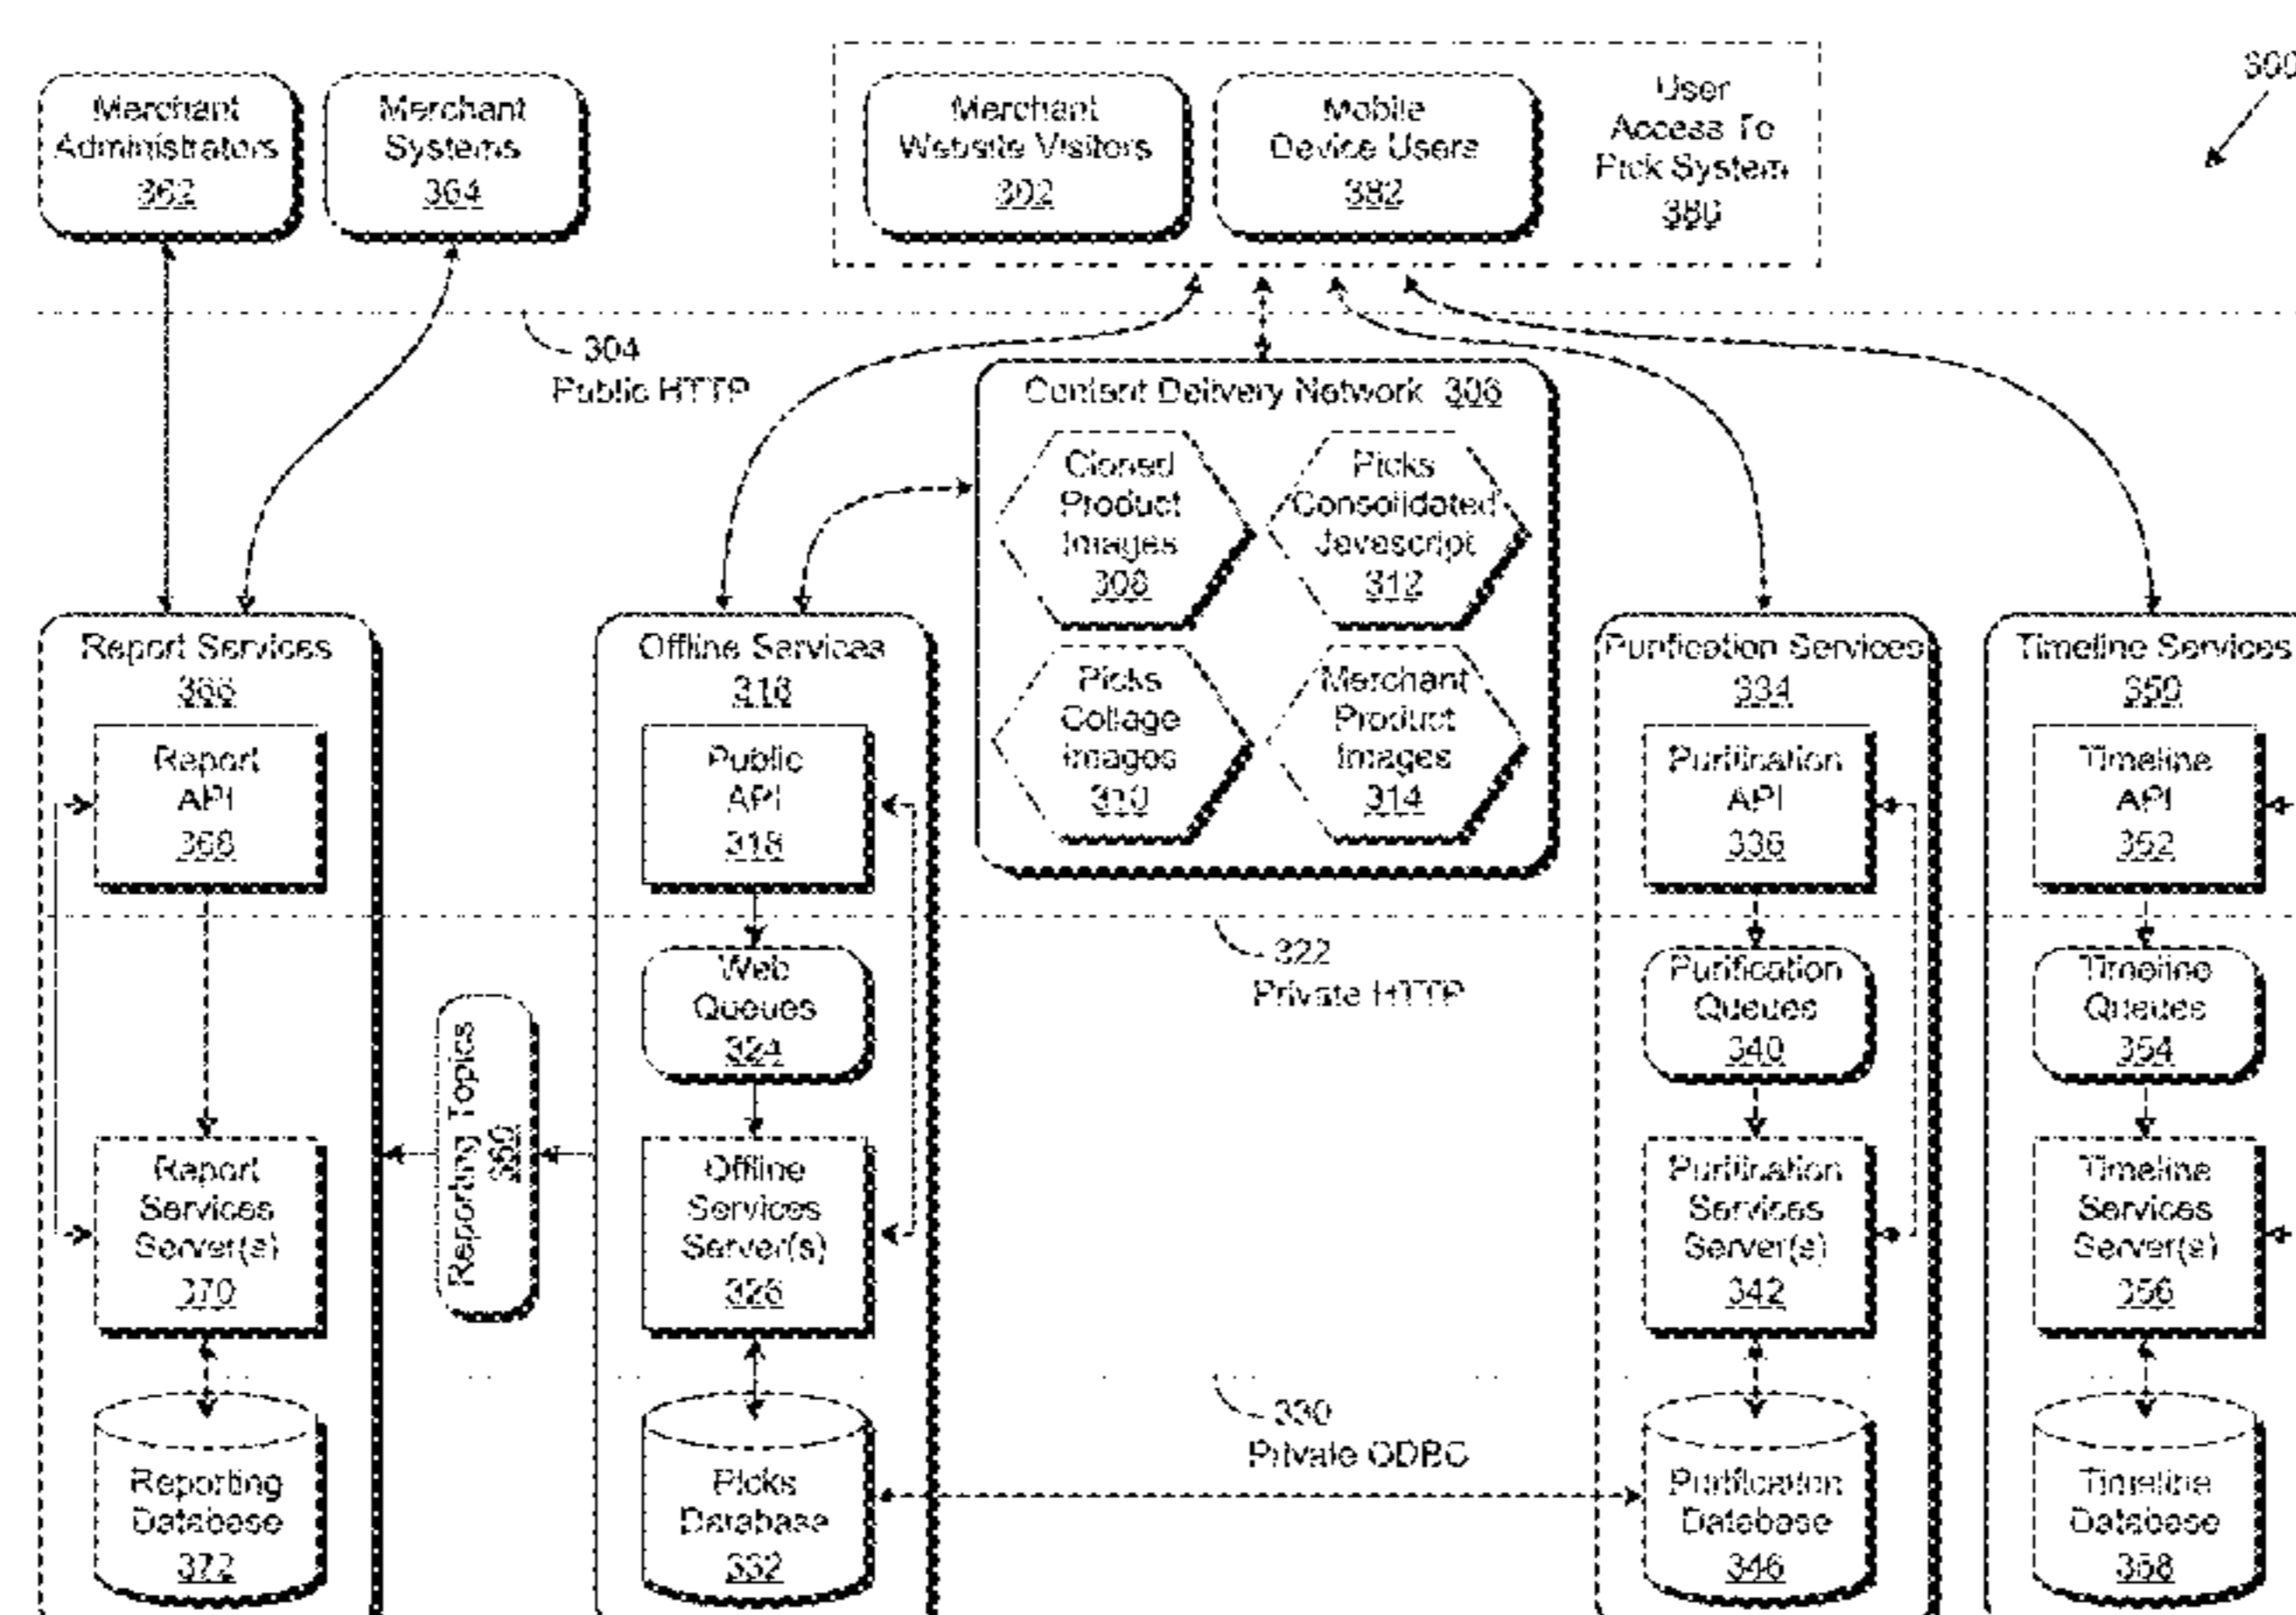 300
Merchant
Administrators
362
Merchant
Systems
364
Merchant
Website Visitors
302
Mobile
Device Users
382
User
Access To
Pick System
380
304
Public HTTP
Content Delivery Network 306
Cloned
Product
Images
308
Picks
Consolidated
Javascript
312
Picks
Collage
Images
310
Merchant
Product
Images
314
Report Services
366
Report
API
368
Offline Services
316
Public
API
318
Purification Services
334
Purification
API
336
Timeline Services
350
Timeline
API
352
322
Private HTTP
Web
Queues
324
Purification
Queues
340
Timeline
Queues
354
Reporting Topics
360
Report
Services
Server(s)
370
Offline
Services
Server(s)
326
Purification
Services
Server(s)
342
Timeline
Services
Server(s)
356
330
Private ODBC
Reporting
Database
372
Picks
Database
332
Purification
Database
346
Timeline
Database
358